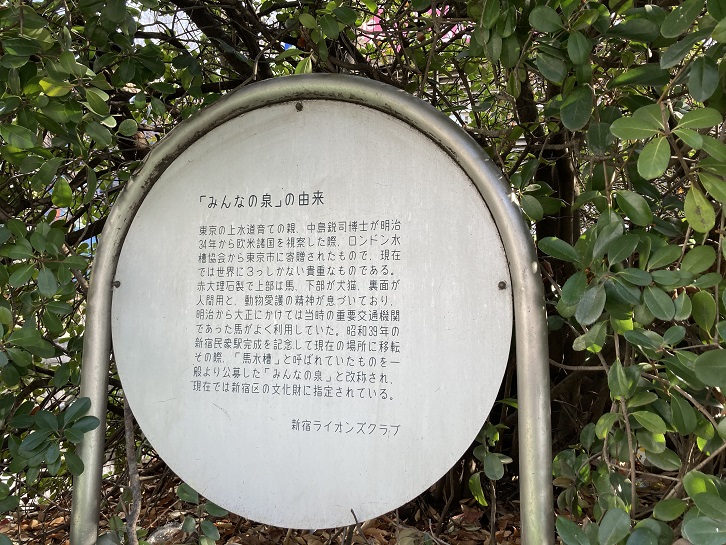 「みんなの泉」の由来
東京の上水道育ての親、中島鋭司博士が明治
34年から欧米諸国を視察した際、ロンドン水
槽協会から東京市に寄贈されたもので、現在
では世界に3っしかない貴重なものである。
赤大理石製で上部は馬、下部が犬猫、裏面が
人間用と、動物愛護の精神が息づいており、
明治から大正にかけては当時の重要交通機関
であった馬がよく利用していた。昭和39年の
新宿民衆駅完成を記念して現在の場所に移転
その際、「馬水槽」と呼ばれていたものを一
般より公募した「みんなの泉」と改称され、
現在では新宿区の文化財に指定されている。
新宿ライオンズクラブ